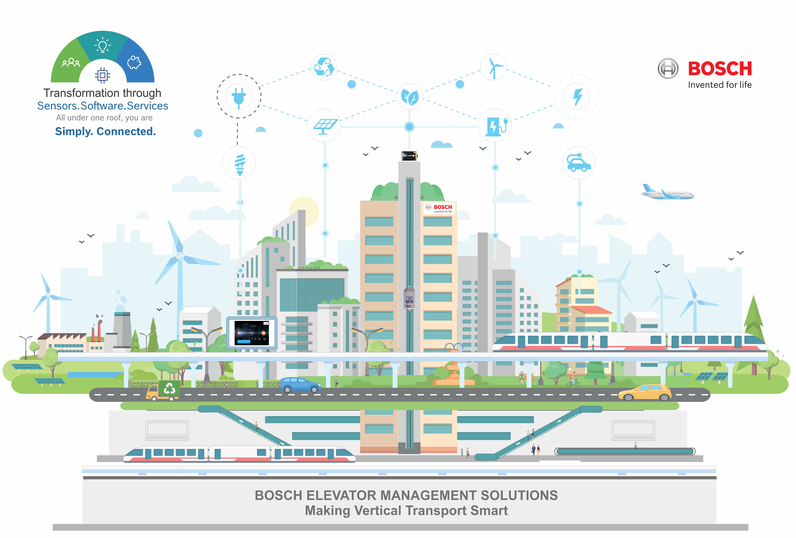 Transformation through
Sensors.Software.Services
All under one roof, you are
Simply. Connected.
BOSCH
Invented for life
BOSCH
Invented for life
BOSCH ELEVATOR MANAGEMENT SOLUTIONS
Making Vertical Transport Smart